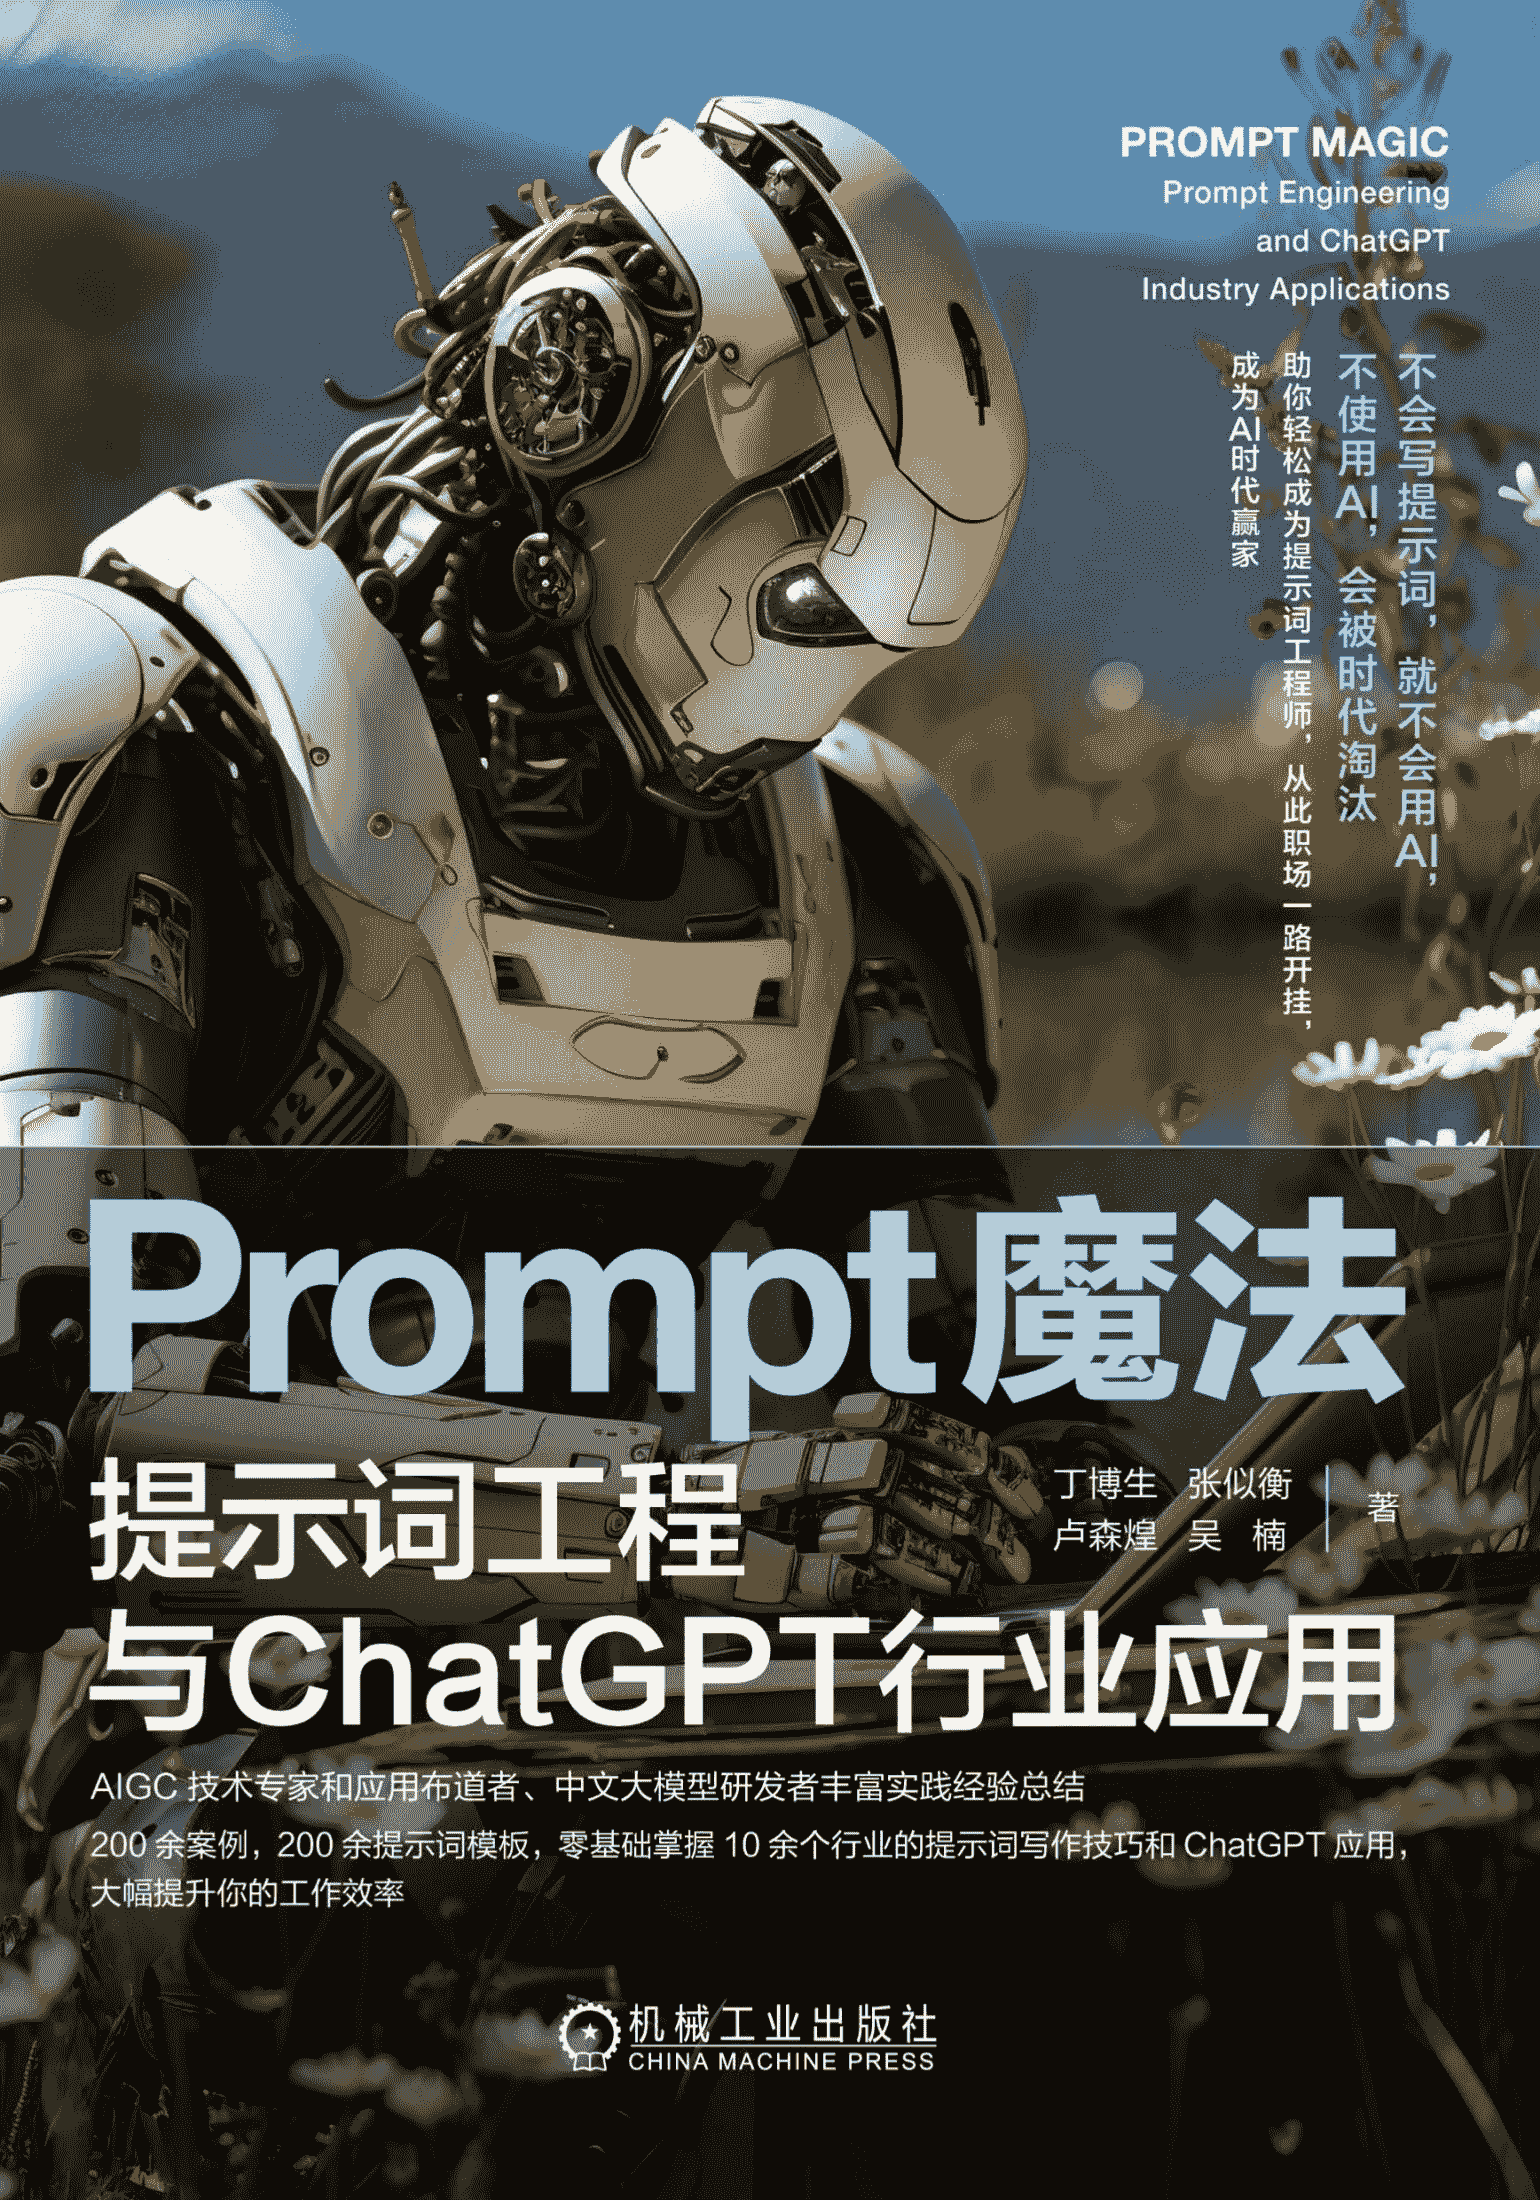 PROMPT MAGIC
Prompt Engineering
and ChatGPT
Industry Applications
不会写提示词，就不会用AI，
不使用AI，会被时代淘汰
助你轻松成为提示词工程师，从此职场一路开挂，
成为AI时代赢家
Prompt魔法
提示词工程
与ChatGPT行业应用
丁博生 张似衡
卢森煌 吴 楠
著
AIGC 技术专家和应用布道者、中文大模型研发者丰富实践经验总结
200 余案例，200 余提示词模板，零基础掌握 10 余个行业的提示词写作技巧和 ChatGPT 应用，
大幅提升你的工作效率
机械工业出版社
CHINA MACHINE PRESS